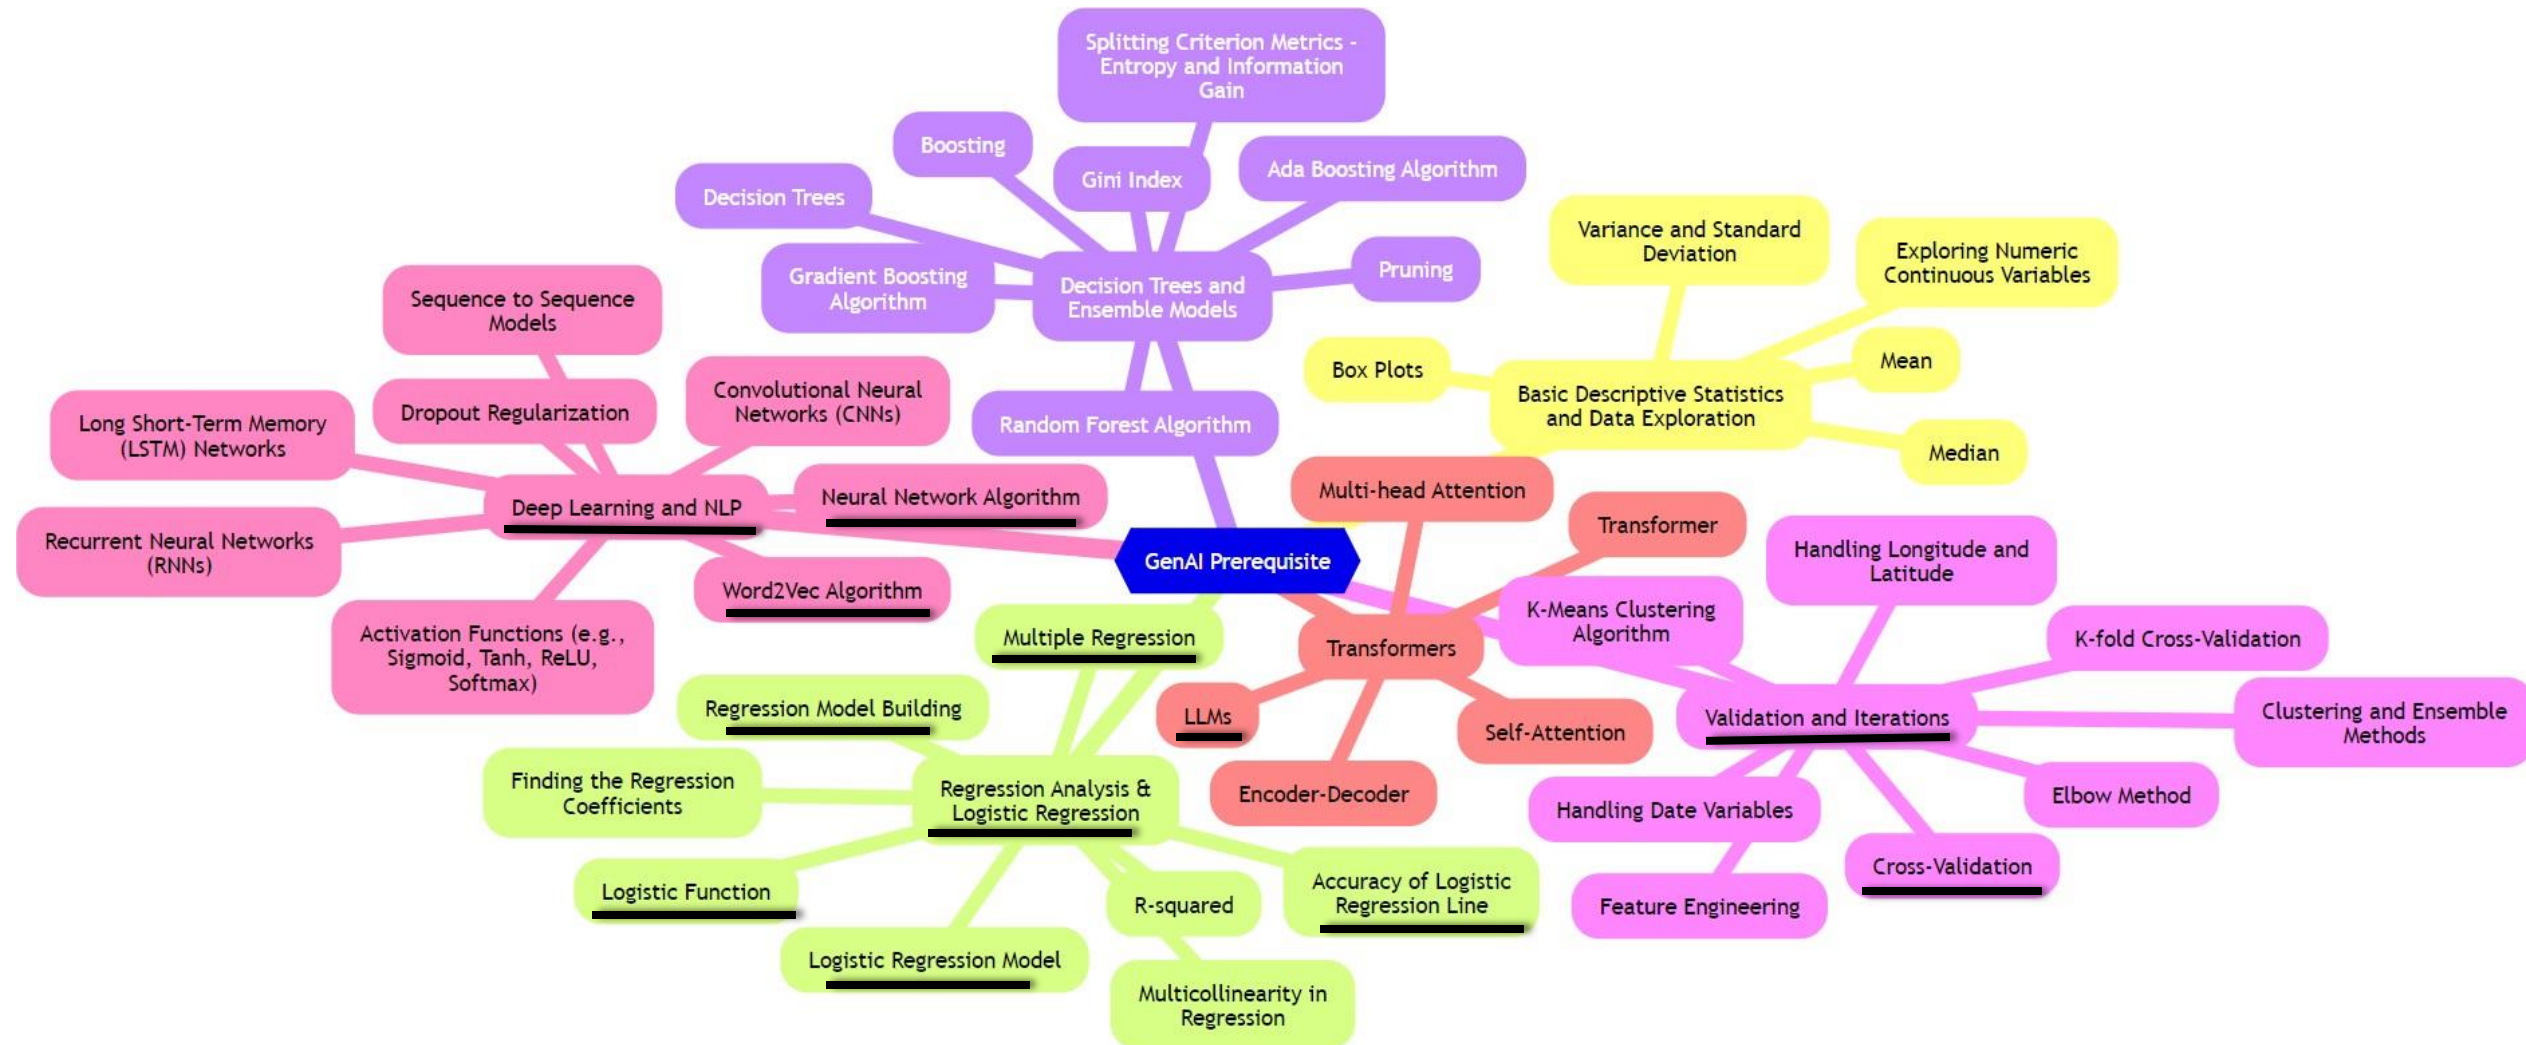 Splitting Criterion Metrics -
Entropy and Information
Gain
Boosting
Gini Index
Ada Boosting Algorithm
Decision Trees
Gradient Boosting
Algorithm
Decision Trees and
Ensemble Models
Pruning
Random Forest Algorithm
Variance and Standard
Deviation
Exploring Numeric
Continuous Variables
Box Plots
Mean
Basic Descriptive Statistics
and Data Exploration
Median
Sequence to Sequence
Models
Dropout Regularization
Convolutional Neural
Networks (CNNs)
Long Short-Term Memory
(LSTM) Networks
Deep Learning and NLP
Neural Network Algorithm
Recurrent Neural Networks
(RNNs)
Word2Vec Algorithm
Activation Functions (e.g.,
Sigmoid, Tanh, ReLU,
Softmax)
GenAI Prerequisite
Multi-head Attention
Transformer
Transformers
LLMs
Self-Attention
Encoder-Decoder
Handling Longitude and
Latitude
K-Means Clustering
Algorithm
K-fold Cross-Validation
Validation and Iterations
Clustering and Ensemble
Methods
Elbow Method
Handling Date Variables
Cross-Validation
Feature Engineering
Multiple Regression
Regression Model Building
Finding the Regression
Coefficients
Regression Analysis &
Logistic Regression
Logistic Function
R-squared
Accuracy of Logistic
Regression Line
Logistic Regression Model
Multicollinearity in
Regression